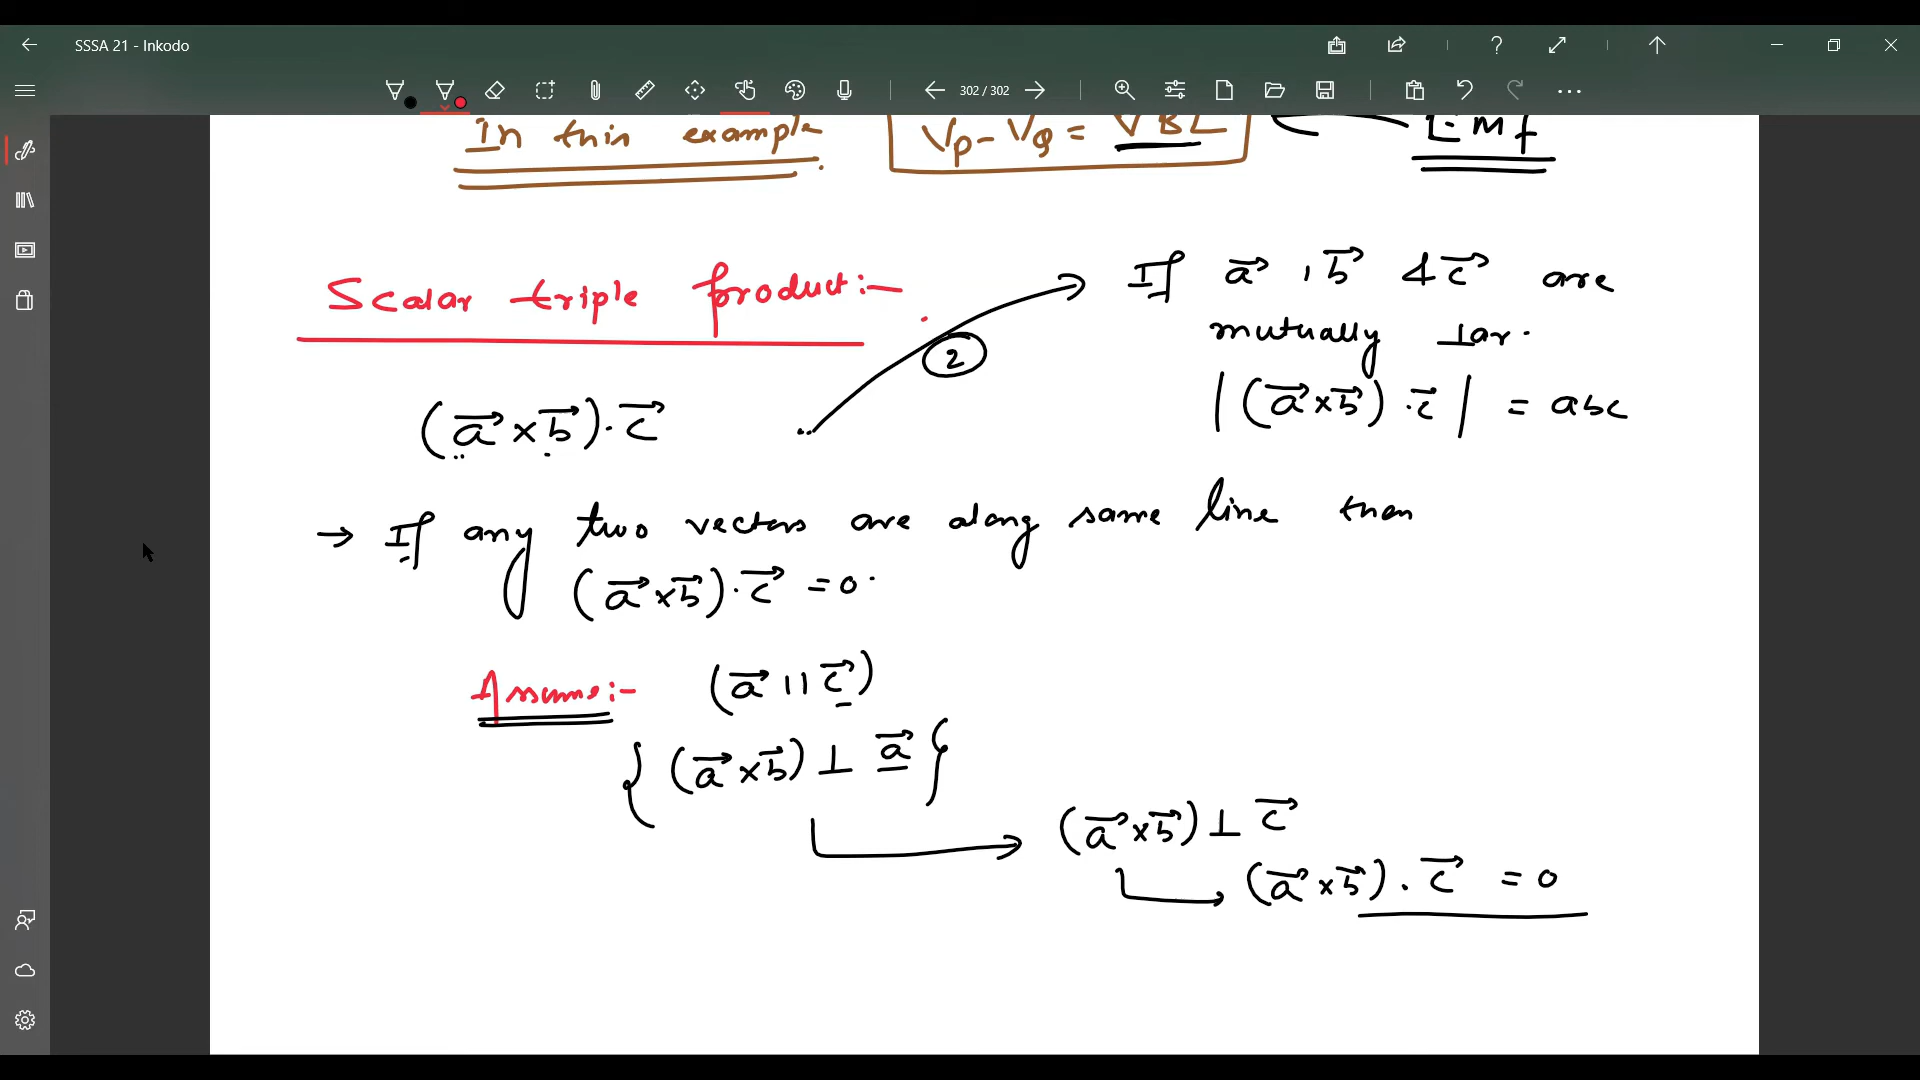 SSSA 21 - Inkodo
302 / 302
In this example
Vp - VQ = VBL
E.m.f
Scalar triple product:-
(a⃗ × b⃗) · c⃗
2
If a⃗ , b⃗ & c⃗ are
mutually ⊥ar.
| (a⃗ × b⃗) · c⃗ | = abc
→ If any two vectors are along same line then
(a⃗ × b⃗) · c⃗ = 0.
Assume:- (a⃗ || c⃗)
{ (a⃗ × b⃗) ⊥ a⃗ }
(a⃗ × b⃗) ⊥ c⃗
(a⃗ × b⃗) . c⃗ = 0